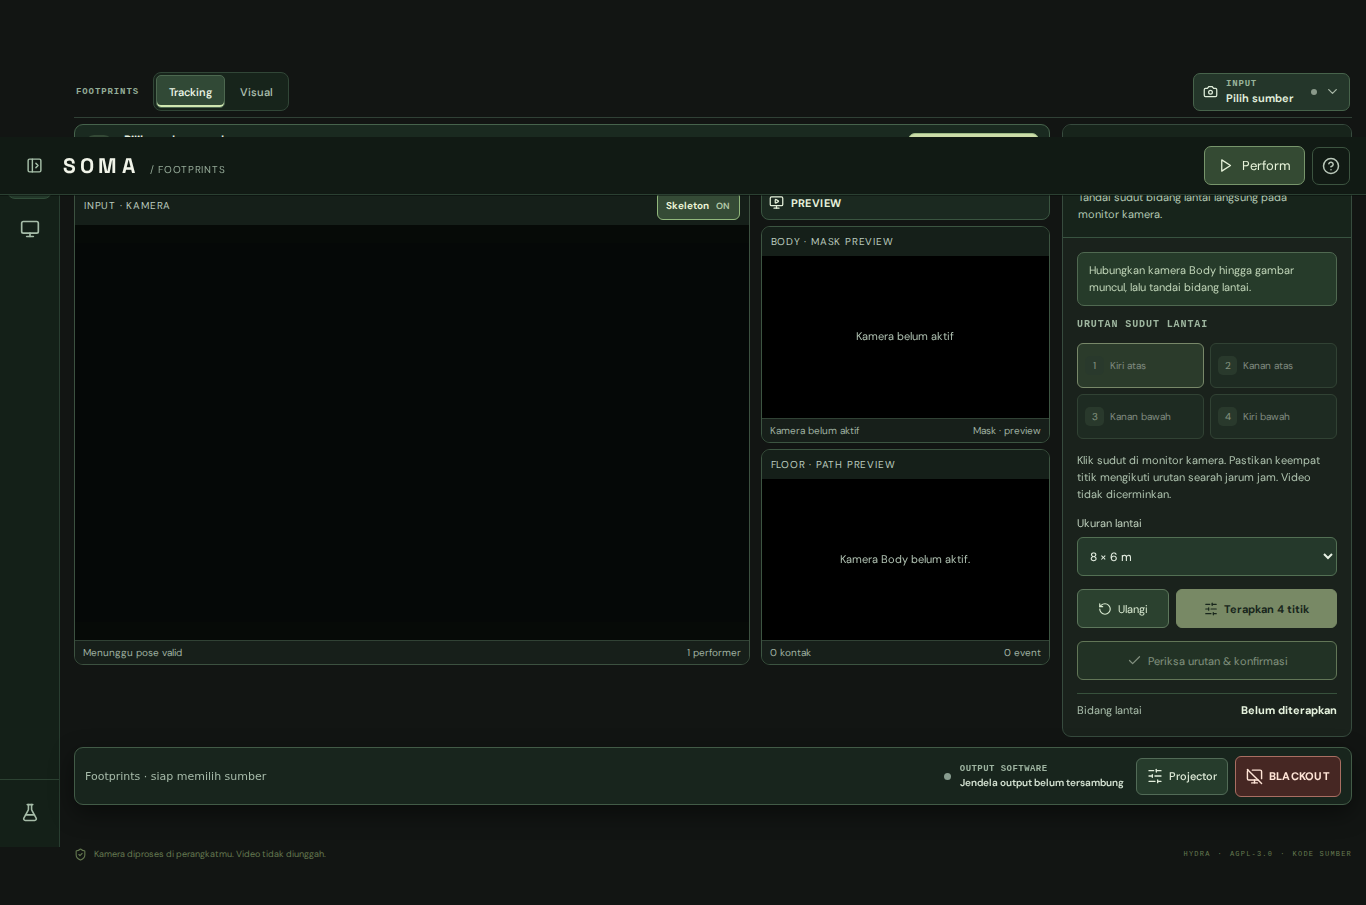 FOOTPRINTS
Tracking
Visual
INPUT
Pilih sumber
SOMA
/ FOOTPRINTS
Perform
INPUT · KAMERA
Skeleton ON
PREVIEW
BODY · MASK PREVIEW
Kamera belum aktif
Kamera belum aktif
Mask · preview
FLOOR · PATH PREVIEW
Kamera Body belum aktif.
Menunggu pose valid
1 performer
0 kontak
0 event
Tandai sudut bidang lantai langsung pada
monitor kamera.
Hubungkan kamera Body hingga gambar
muncul, lalu tandai bidang lantai.
URUTAN SUDUT LANTAI
1 Kiri atas
2 Kanan atas
3 Kanan bawah
4 Kiri bawah
Klik sudut di monitor kamera. Pastikan keempat
titik mengikuti urutan searah jarum jam. Video
tidak dicerminkan.
Ukuran lantai
8 × 6 m
Ulangi
Terapkan 4 titik
Periksa urutan & konfirmasi
Bidang lantai
Belum diterapkan
Footprints · siap memilih sumber
OUTPUT SOFTWARE
Jendela output belum tersambung
Projector
BLACKOUT
Kamera diproses di perangkatmu. Video tidak diunggah.
HYDRA · AGPL-3.0 · KODE SUMBER